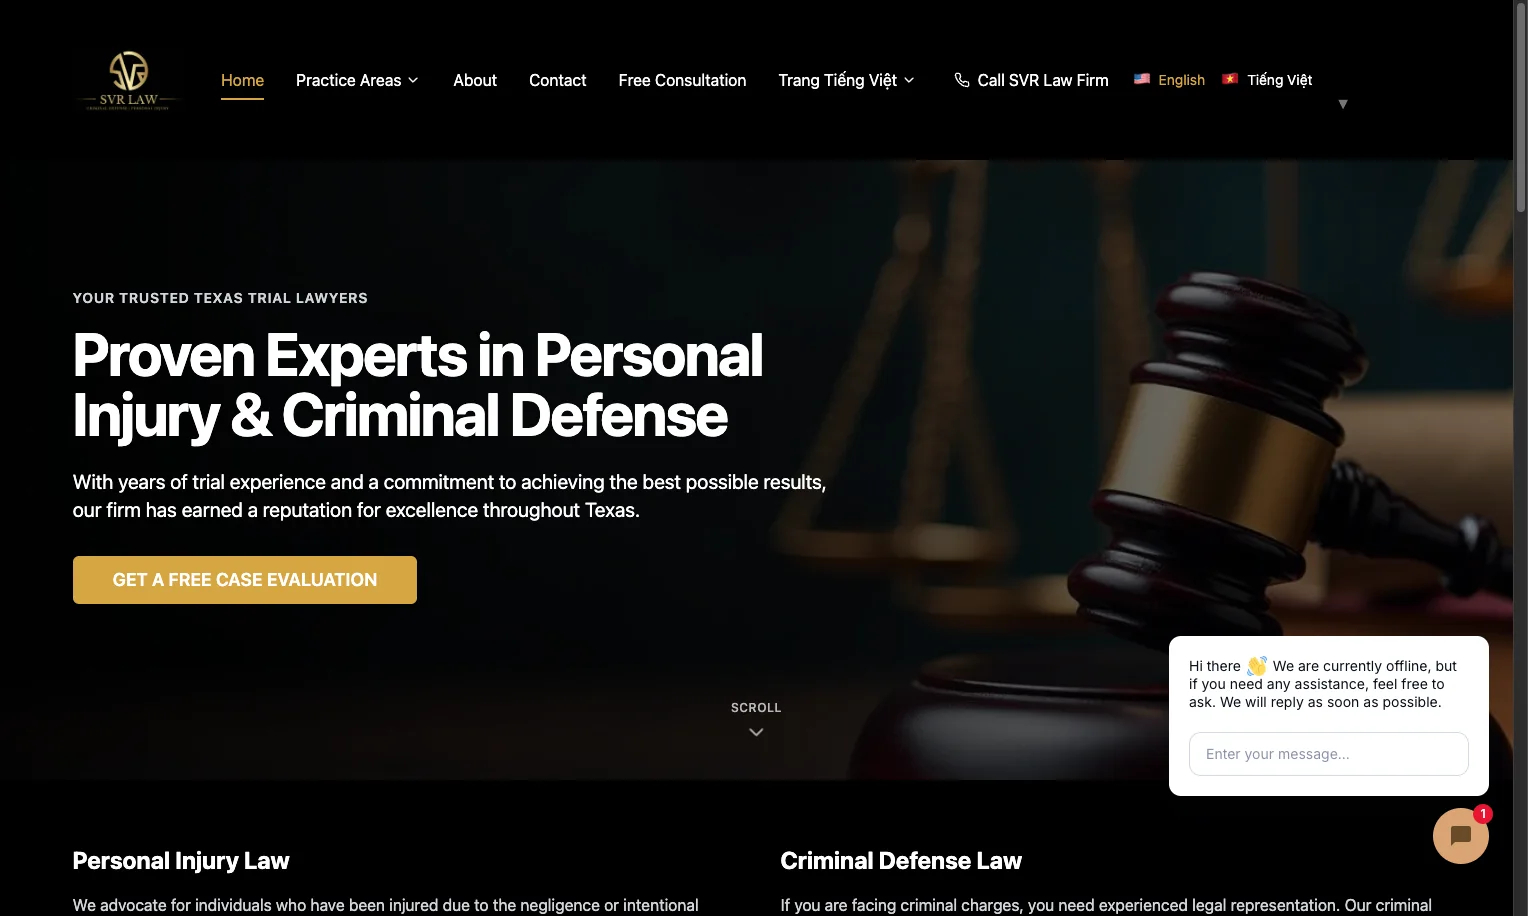 SVR LAW
Home
Practice Areas
About
Contact
Free Consultation
Trang Tiếng Việt
Call SVR Law Firm
English
Tiếng Việt
YOUR TRUSTED TEXAS TRIAL LAWYERS
Proven Experts in Personal
Injury & Criminal Defense
With years of trial experience and a commitment to achieving the best possible results,
our firm has earned a reputation for excellence throughout Texas.
GET A FREE CASE EVALUATION
SCROLL
Hi there 👋 We are currently offline, but
if you need any assistance, feel free to
ask. We will reply as soon as possible.
Enter your message...
1
Personal Injury Law
We advocate for individuals who have been injured due to the negligence or intentional
Criminal Defense Law
If you are facing criminal charges, you need experienced legal representation. Our criminal